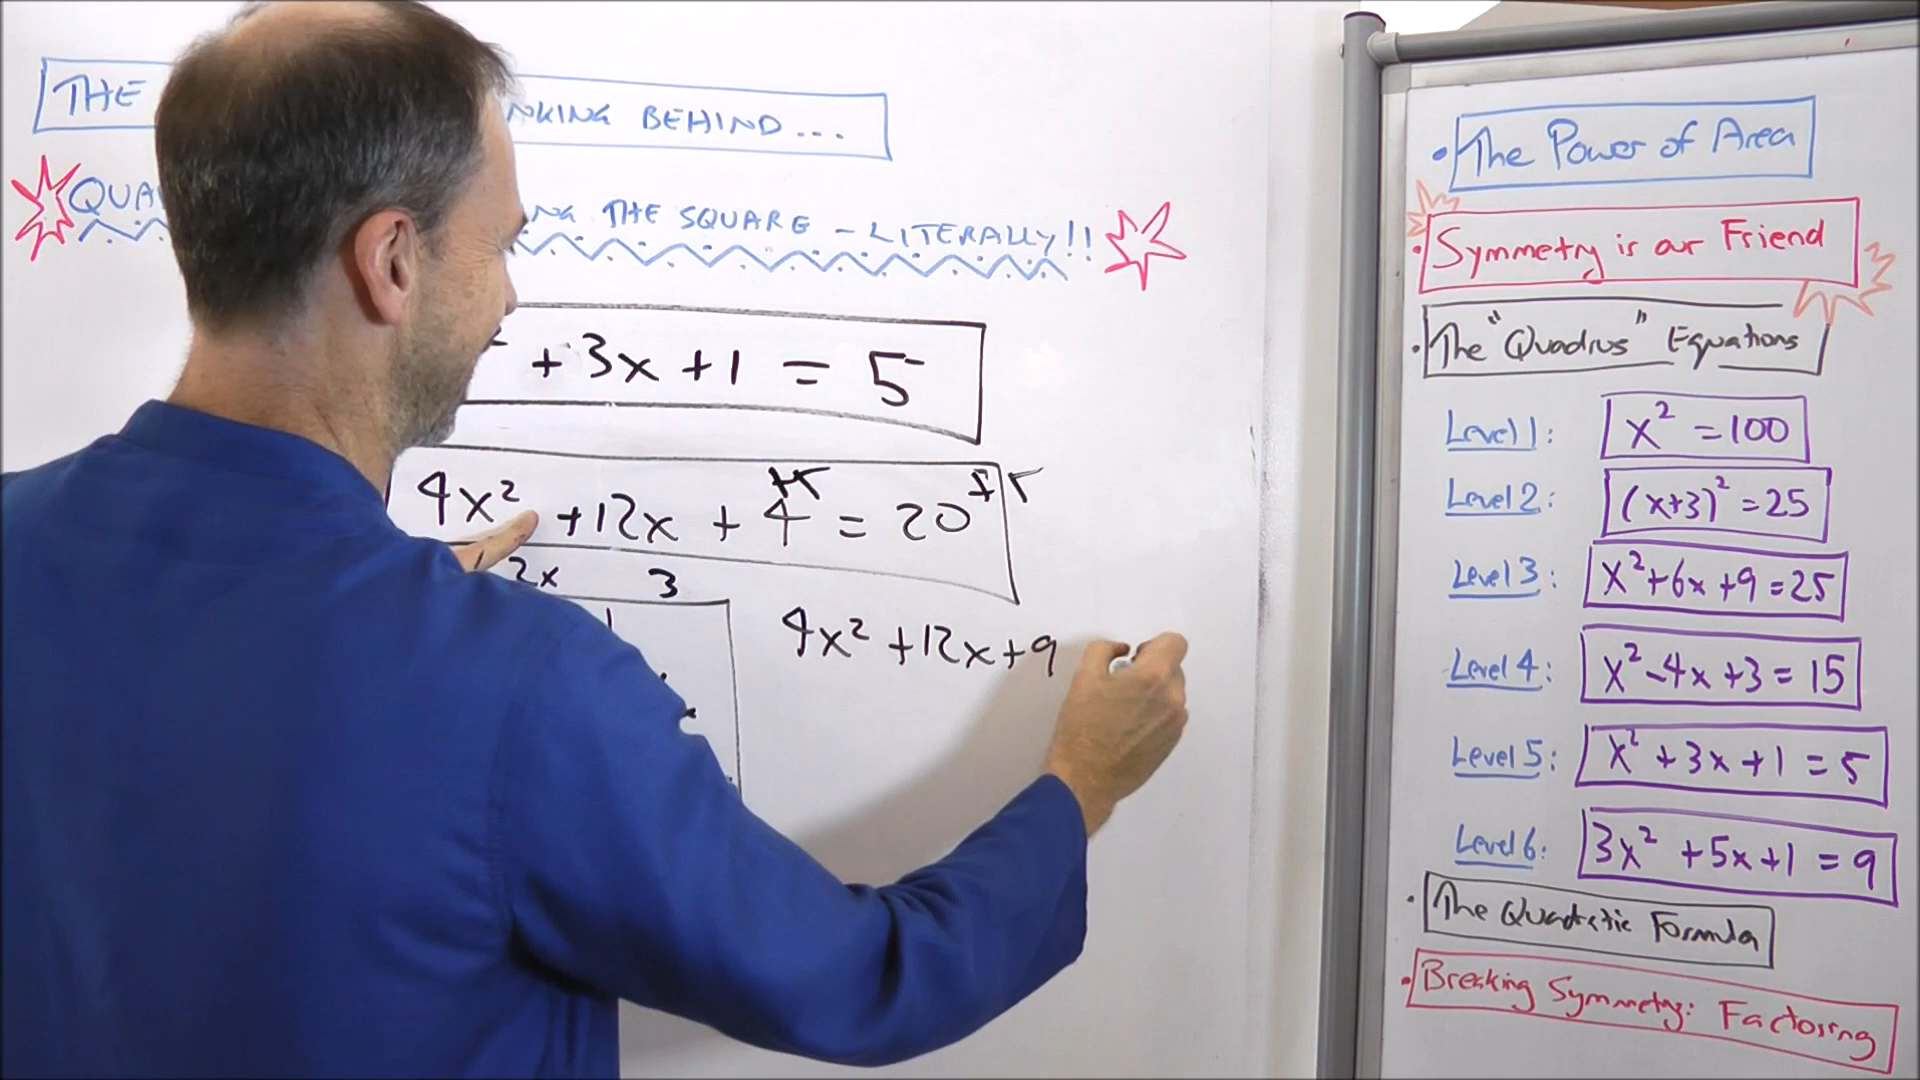 THE NKING BEHIND...
QUA NG THE SQUARE - LITERALLY!!
+ 3x + 1 = 5
+5 +5
4x² + 12x + 4 = 20
2x 3
4x² + 12x + 9
• The Power of Area
• Symmetry is our Friend
• The "Quadrus" Equations
Level 1: x² = 100
Level 2: (x+3)² = 25
Level 3: x² + 6x + 9 = 25
Level 4: x² - 4x + 3 = 15
Level 5: x² + 3x + 1 = 5
Level 6: 3x² + 5x + 1 = 9
• The Quadratic Formula
• Breaking Symmetry: Factoring